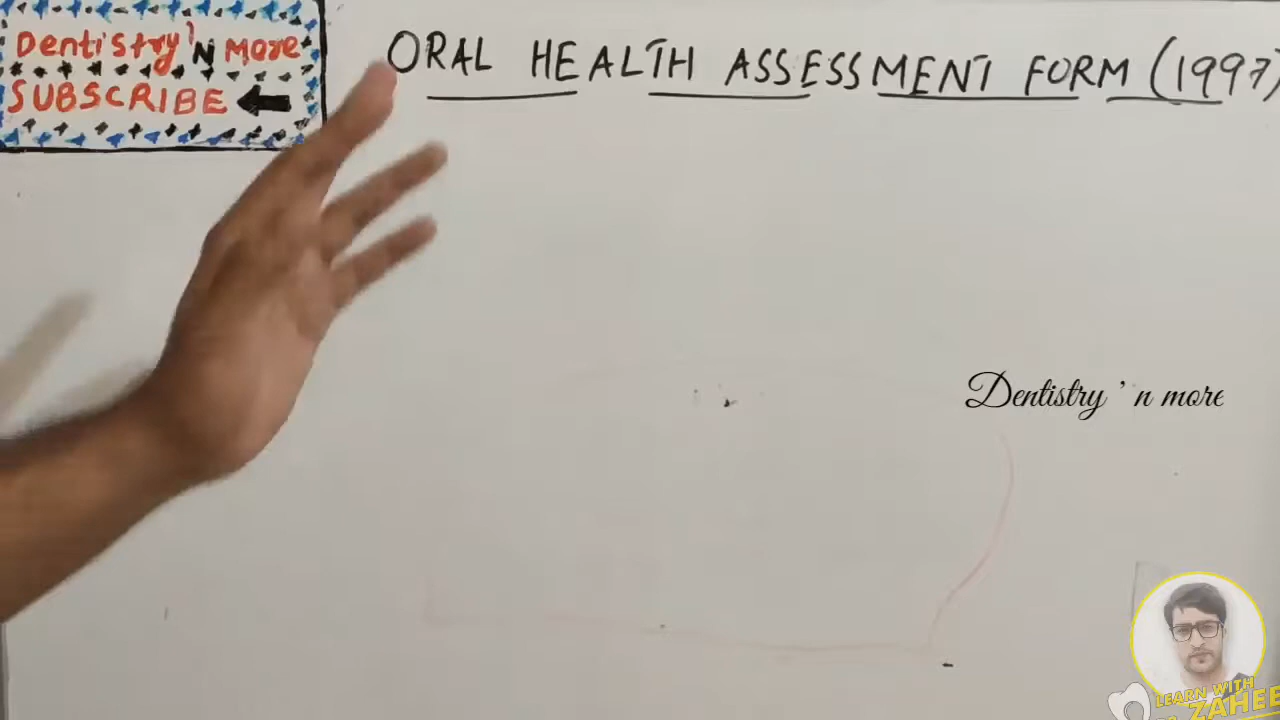 Dentistry'N More
SUBSCRIBE
ORAL HEALTH ASSESSMENT FORM (1997)
Dentistry ' n more
LEARN WITH